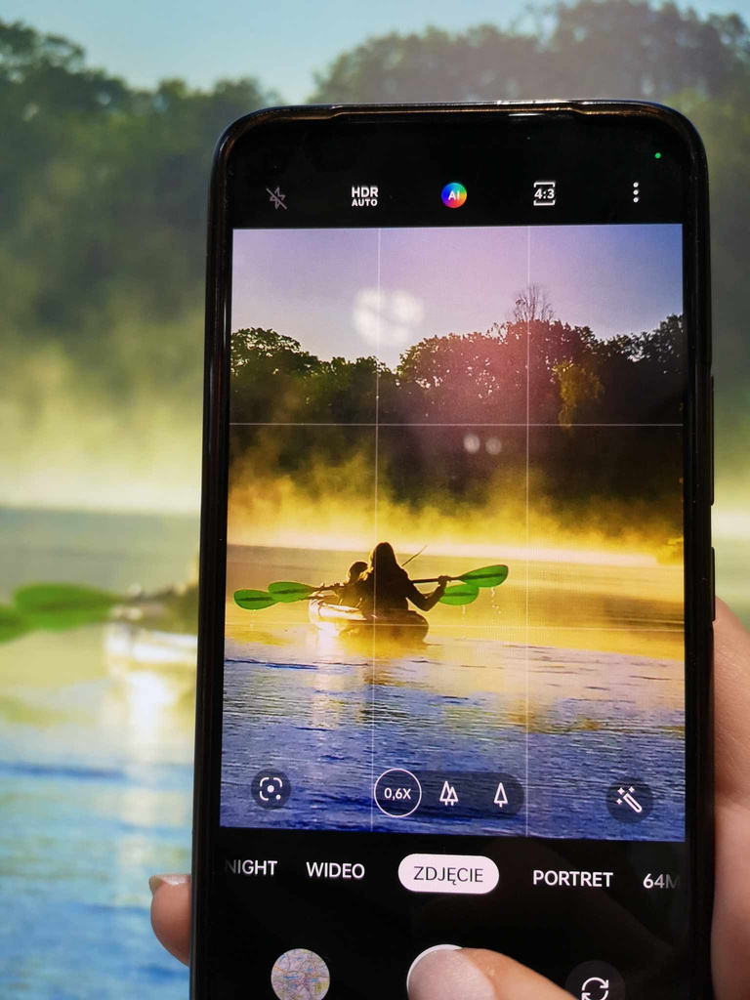 HDR
AUTO
AI
4:3
0,6X
NIGHT
WIDEO
ZDJĘCIE
PORTRET
64M